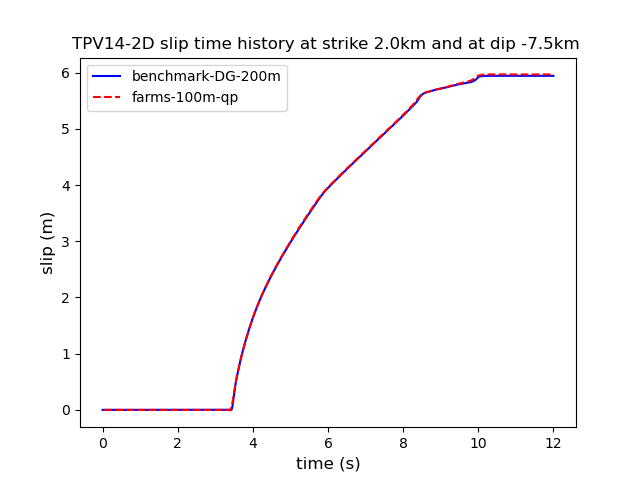 TPV14-2D slip time history at strike 2.0km and at dip -7.5km
benchmark-DG-200m
farms-100m-qp
slip (m)
6
5
4
3
2
1
0
0 2 4 6 8 10 12
time (s)